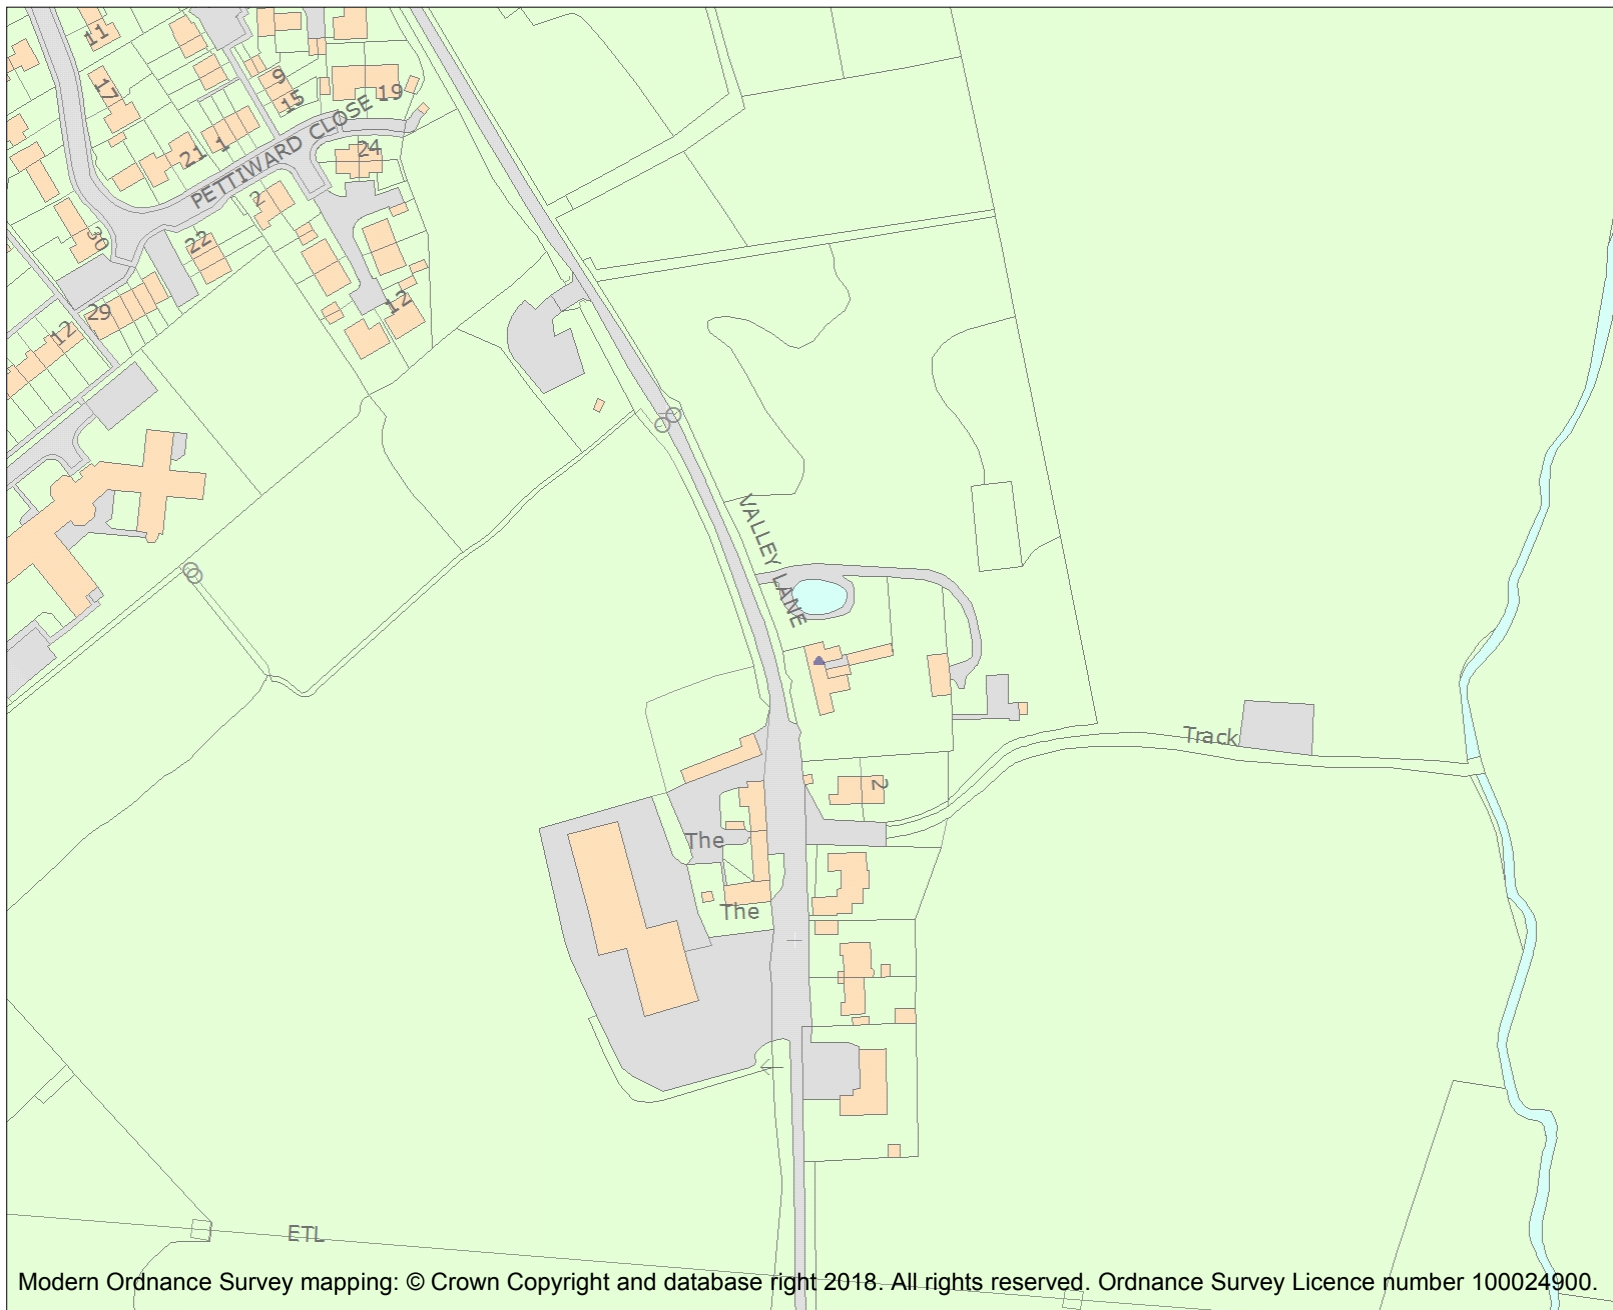 11
17
9
15
19
PETTIWARD CLOSE
21
1
24
2
30
22
29
12
12
VALLEY LANE
Track
2
The
The
ETL
Modern Ordnance Survey mapping: © Crown Copyright and database right 2018. All rights reserved. Ordnance Survey Licence number 100024900.